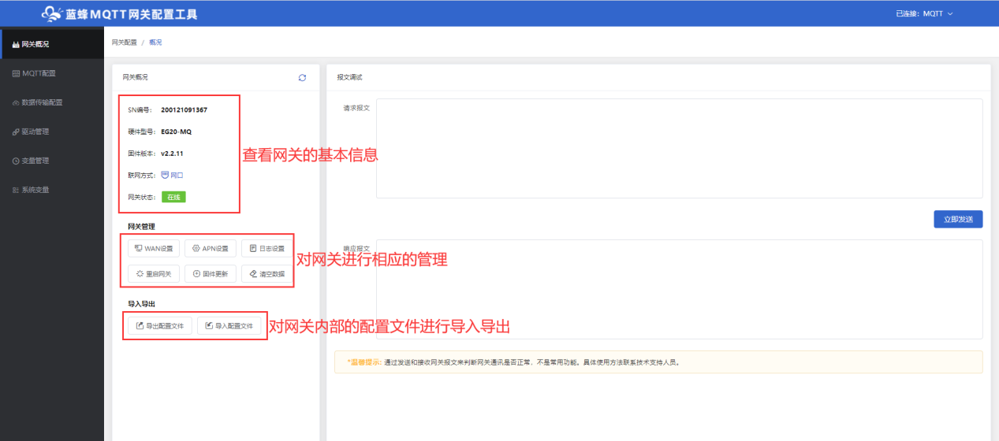 蓝蜂MQTT网关配置工具
已连接: MQTT
网关概况
MQTT配置
数据传输配置
驱动管理
变量管理
系统变量
网关配置 / 概况
网关概况
SN编号: 200121091367
硬件型号: EG20-MQ
固件版本: v2.2.11
联网方式: 网口
网关状态: 在线
查看网关的基本信息
网关管理
WAN设置 APN设置 日志设置
重启网关 固件更新 清空数据
对网关进行相应的管理
导入导出
导出配置文件 导入配置文件
对网关内部的配置文件进行导入导出
报文调试
请求报文
立即发送
响应报文
*温馨提示: 通过发送和接收网关报文来判断网关通讯是否正常，不是常用功能。具体使用方法联系技术支持人员。